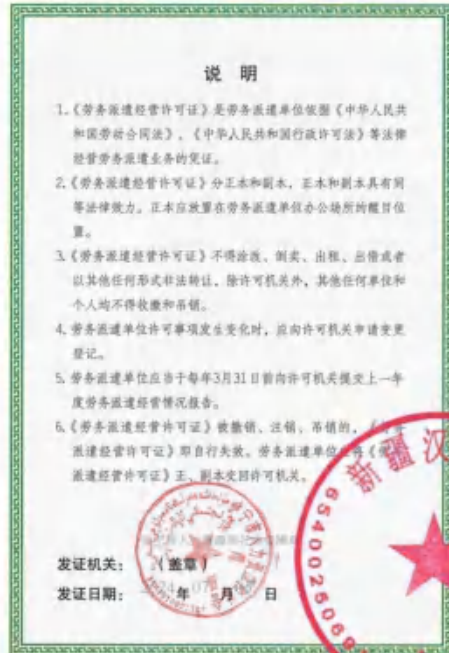 说 明
1.《劳务派遣经营许可证》是劳务派遣单位依据《中华人民共
和国劳动合同法》、《中华人民共和国行政许可法》等法律
经营劳务派遣业务的凭证。
2.《劳务派遣经营许可证》分正本和副本，正本和副本具有同
等法律效力。正本应放置在劳务派遣单位办公场所的醒目位
置。
3.《劳务派遣经营许可证》不得涂改、倒卖、出租、出借或者
以其他任何形式非法转让，除许可机关外，其他任何单位和
个人均不得收缴和吊销。
4. 劳务派遣单位许可事项发生变化时，应向许可机关申请变更
登记。
5. 劳务派遣单位应当于每年3月31日前向许可机关提交上一年
度劳务派遣经营情况报告。
6.《劳务派遣经营许可证》被撤销、注销、吊销的，《
派遣经营许可证》即自行失效。劳务派遣单位
派遣经营许可证》正、副本交回许可机关。
发证机关： （盖章）
发证日期： 年 月 日
新疆汉